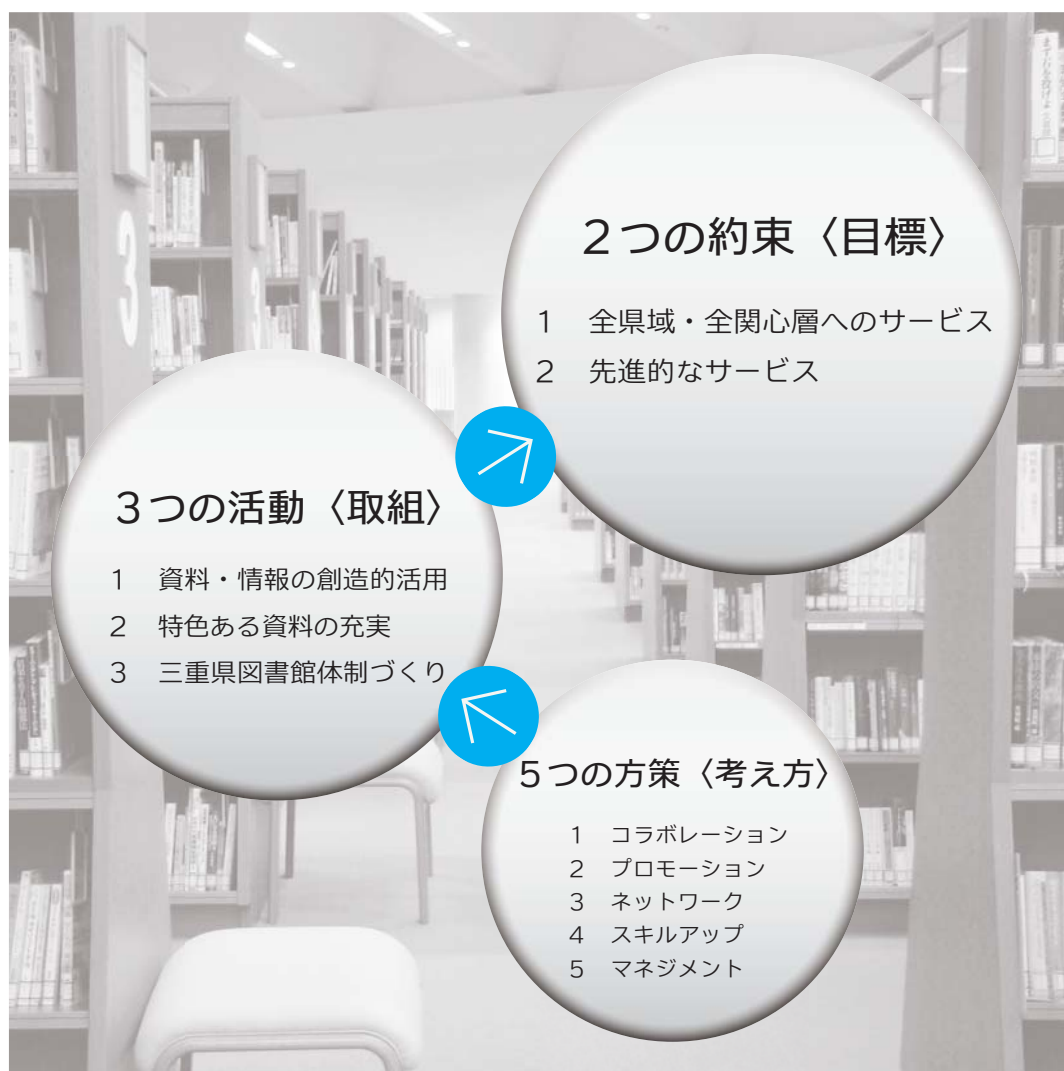 2つの約束〈目標〉
1 全県域・全関心層へのサービス
2 先進的なサービス
3つの活動〈取組〉
1 資料・情報の創造的活用
2 特色ある資料の充実
3 三重県図書館体制づくり
5つの方策〈考え方〉
1 コラボレーション
2 プロモーション
3 ネットワーク
4 スキルアップ
5 マネジメント
3